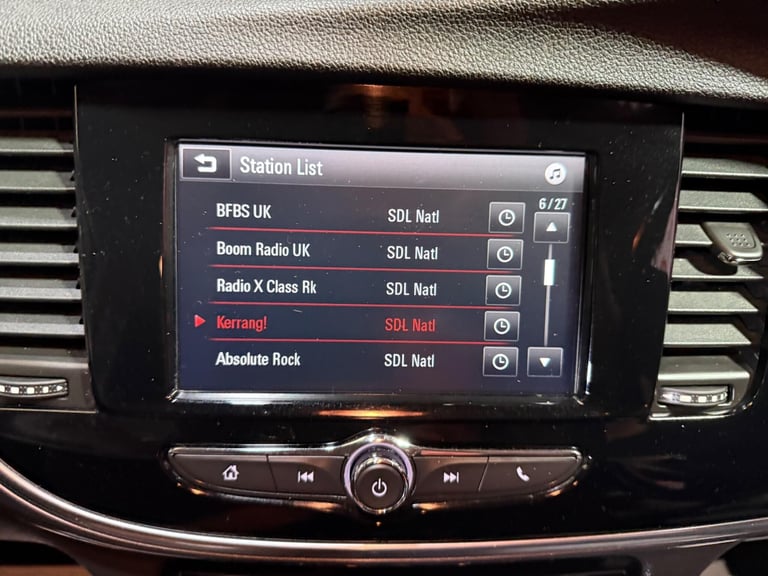 Station List
6/27
BFBS UK SDL Natl
Boom Radio UK SDL Natl
Radio X Class Rk SDL Natl
Kerrang! SDL Natl
Absolute Rock SDL Natl